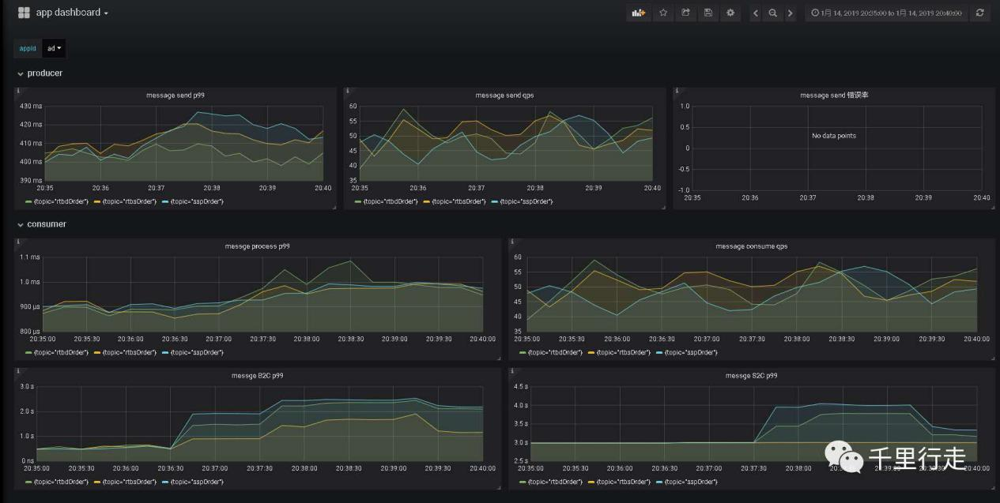 app dashboard
1月 14, 2019 20:35:00 to 1月 14, 2019 20:40:00
appid ad
producer
message send p99
430 ms
420 ms
410 ms
400 ms
390 ms
20:35 20:36 20:37 20:38 20:39 20:40
{topic="rtbdOrder"} {topic="rtbsOrder"} {topic="sspOrder"}
message send qps
60
55
50
45
40
35
20:35 20:36 20:37 20:38 20:39 20:40
{topic="rtbdOrder"} {topic="rtbsOrder"} {topic="sspOrder"}
message send 错误率
1.0
0.5
0
-0.5
-1.0
No data points
20:35 20:36 20:37 20:38 20:39 20:40
consumer
messge process p99
1.1 ms
1.0 ms
900 µs
800 µs
20:35:00 20:35:30 20:36:00 20:36:30 20:37:00 20:37:30 20:38:00 20:38:30 20:39:00 20:39:30 20:40:00
{topic="rtbdOrder"} {topic="rtbsOrder"} {topic="sspOrder"}
message consume qps
60
55
50
45
40
35
20:35:00 20:35:30 20:36:00 20:36:30 20:37:00 20:37:30 20:38:00 20:38:30 20:39:00 20:39:30 20:40:00
{topic="rtbdOrder"} {topic="rtbsOrder"} {topic="sspOrder"}
messge B2C p99
3.0 s
2.0 s
1.0 s
0 ns
20:35:00 20:35:30 20:36:00 20:36:30 20:37:00 20:37:30 20:38:00 20:38:30 20:39:00 20:39:30 20:40:00
{topic="rtbdOrder"} {topic="rtbsOrder"} {topic="sspOrder"}
messge S2C p99
4.5 s
4.0 s
3.5 s
3.0 s
2.5 s
20:35:00 20:35:30 20:36:00 20:36:30 20:37:00 20:37:30 20:38:00 20:38:30 20:39:00 20:39:30 20:40:00
{topic="rtbdOrder"} {topic="rtbsOrder"} {topic="sspOrder"}
千里行走